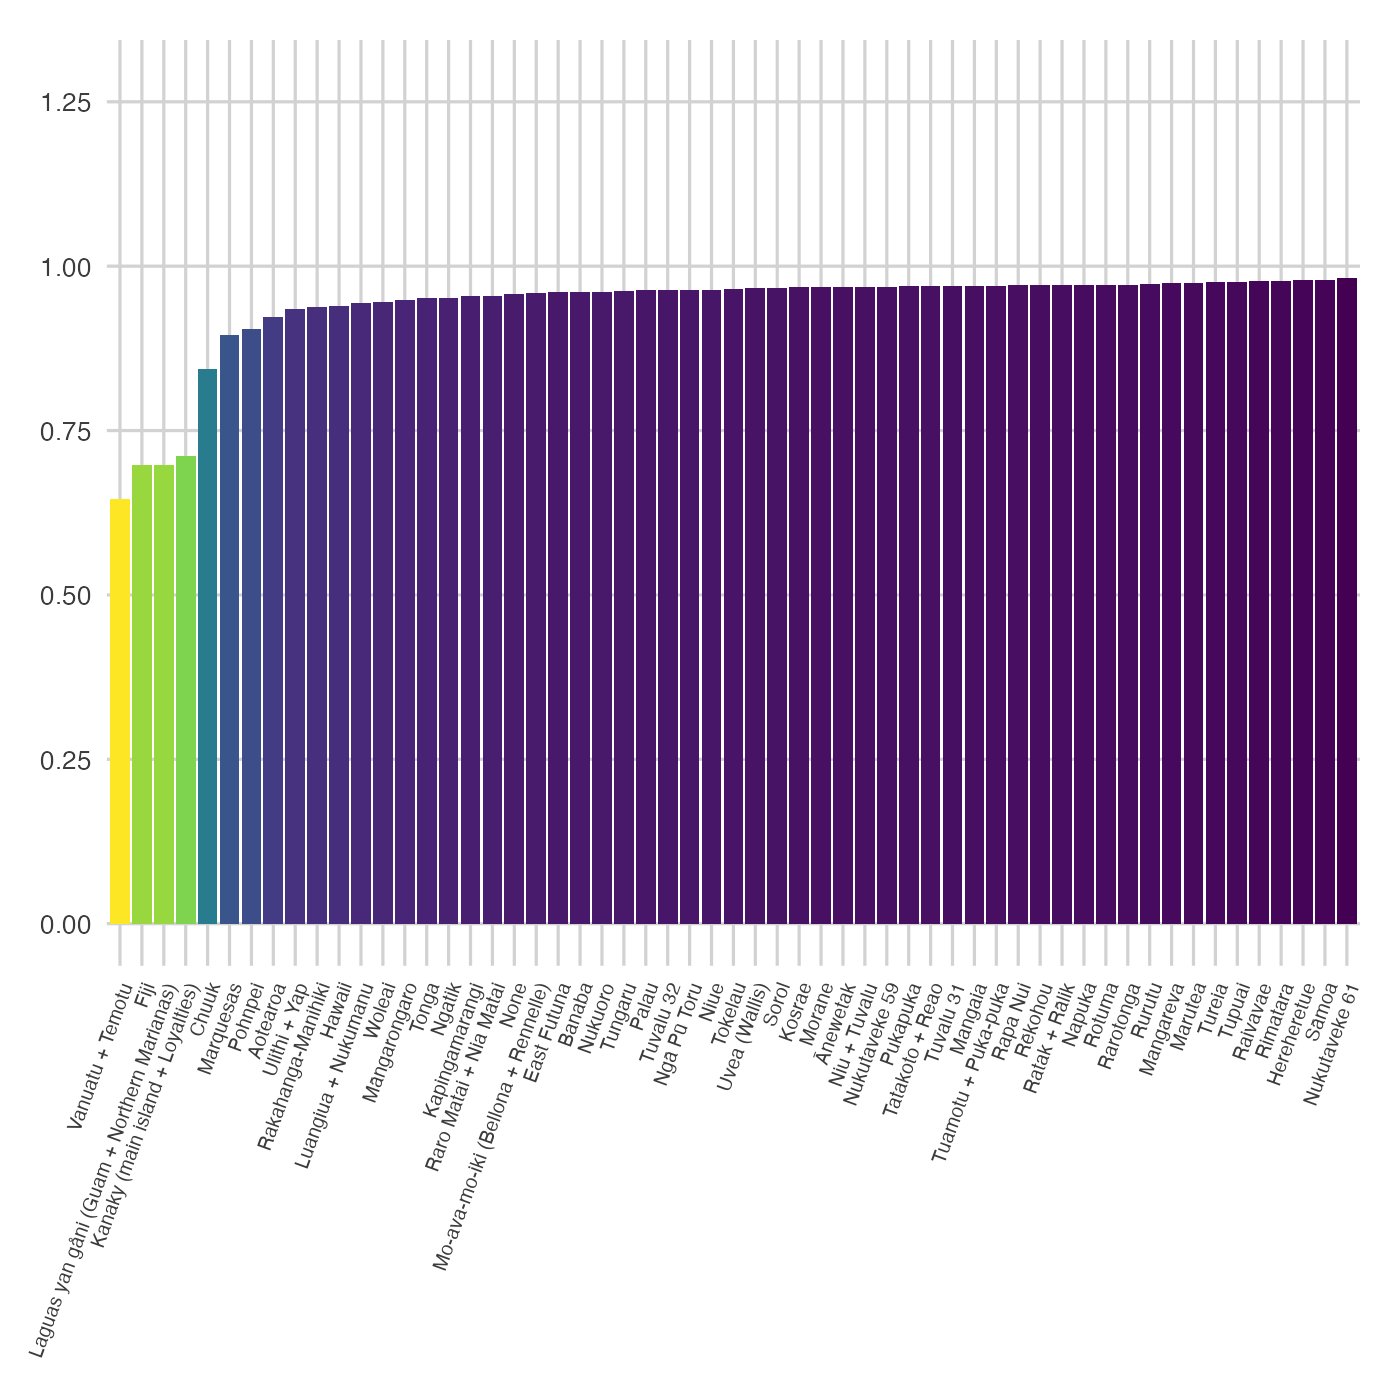 1.25
1.00
0.75
0.50
0.25
0.00
Vanuatu + Temotu
Fiji
Laguas yan gåni (Guam + Northern Marianas)
Kanaky (main island + Loyalties)
Chuuk
Marquesas
Pohnpei
Aotearoa
Ulithi + Yap
Rakahanga-Manihiki
Hawaii
Luangiua + Nukumanu
Woleai
Mangarongaro
Tonga
Ngatik
Kapingamarangi
Raro Matai + Nia Matai
None
Mo-ava-mo-iki (Bellona + Rennelle)
East Futuna
Banaba
Nukuoro
Tungaru
Palau
Tuvalu 32
Nga Pū Toru
Niue
Tokelau
Uvea (Wallis)
Sorol
Kosrae
Morane
Ānewetak
Niu + Tuvalu
Nukutaveke 59
Pukapuka
Tatakoto + Reao
Tuvalu 31
Mangaia
Tuamotu + Puka-puka
Rapa Nui
Rekohou
Ratak + Ralik
Napuka
Rotuma
Rarotonga
Rurutu
Mangareva
Marutea
Tureia
Tupuai
Raivavae
Rimatara
Hereheretue
Samoa
Nukutaveke 61